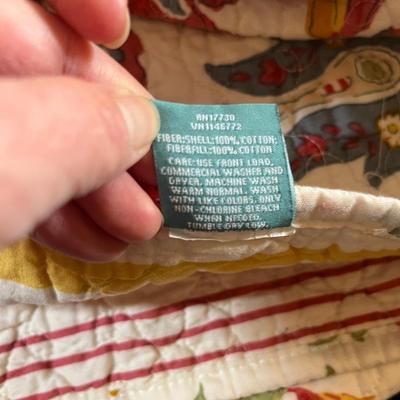 RN17730
VN1146772
FIBER:SHELL:100% COTTON;
FIBERFILL:100% COTTON
CARE: USE FRONT LOAD,
COMMERCIAL WASHER AND
DRYER. MACHINE WASH
WARM NORMAL. WASH
WITH LIKE COLORS. ONLY
NON-CHLORINE BLEACH
WHEN NEEDED.
TUMBLE DRY LOW.